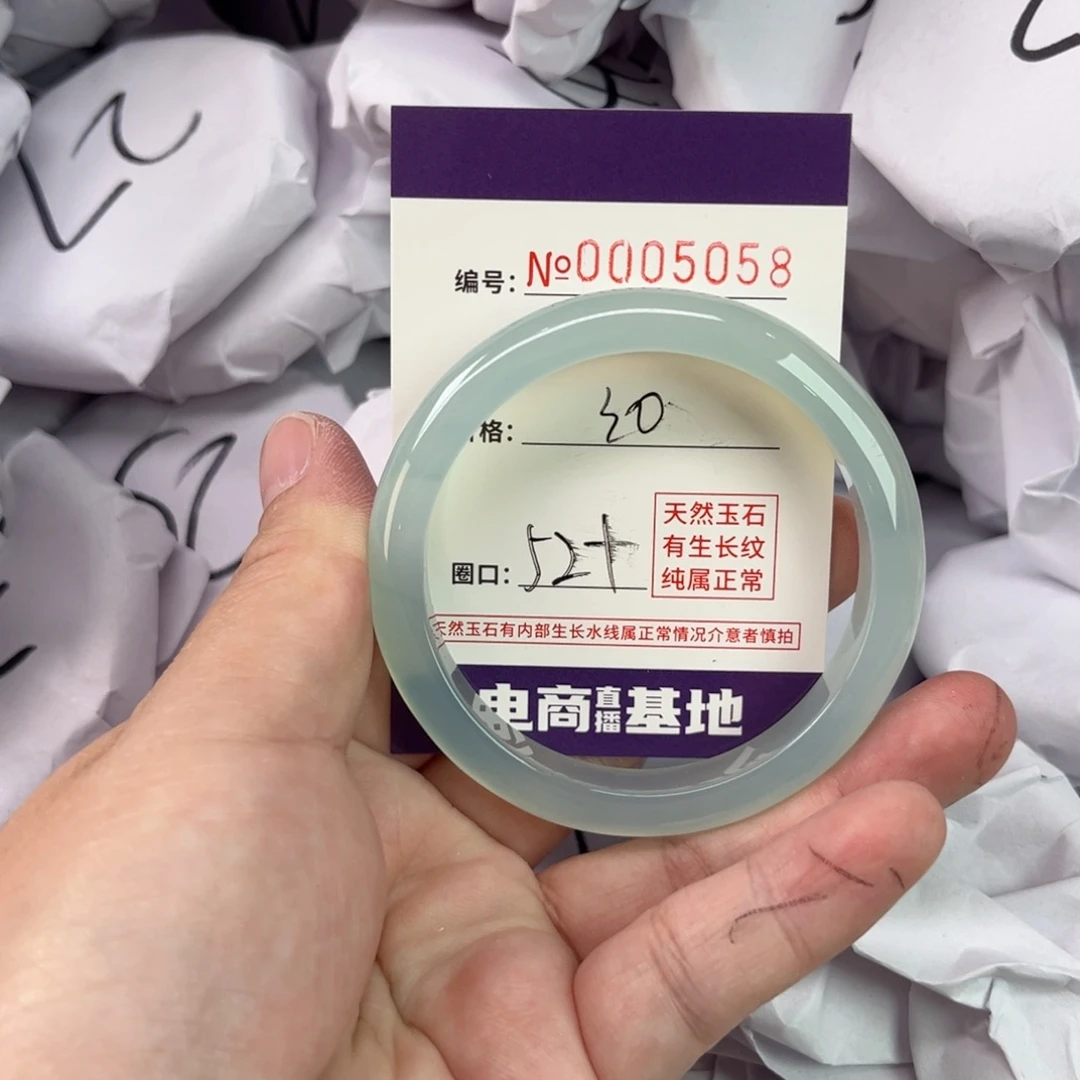 编号: №0005058
格: 30
圈口: 52+
天然玉石
有生长纹
纯属正常
天然玉石有内部生长水线属正常情况介意者慎拍
电商直播基地